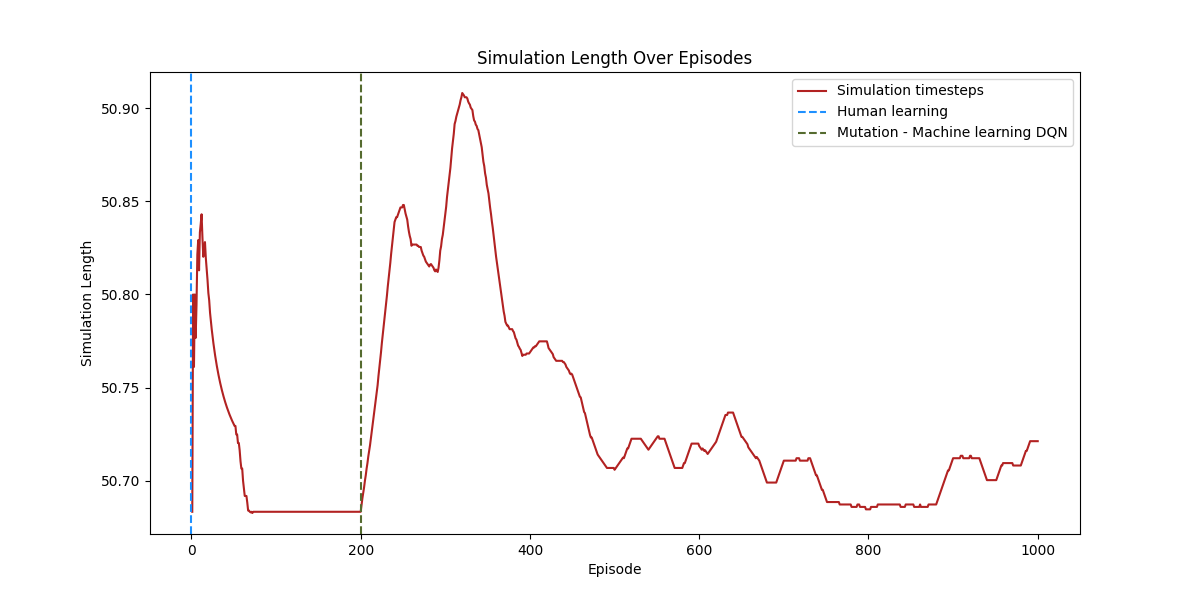 Simulation Length Over Episodes
Simulation timesteps
Human learning
Mutation - Machine learning DQN
50.90
50.85
50.80
50.75
50.70
Simulation Length
0 200 400 600 800 1000
Episode